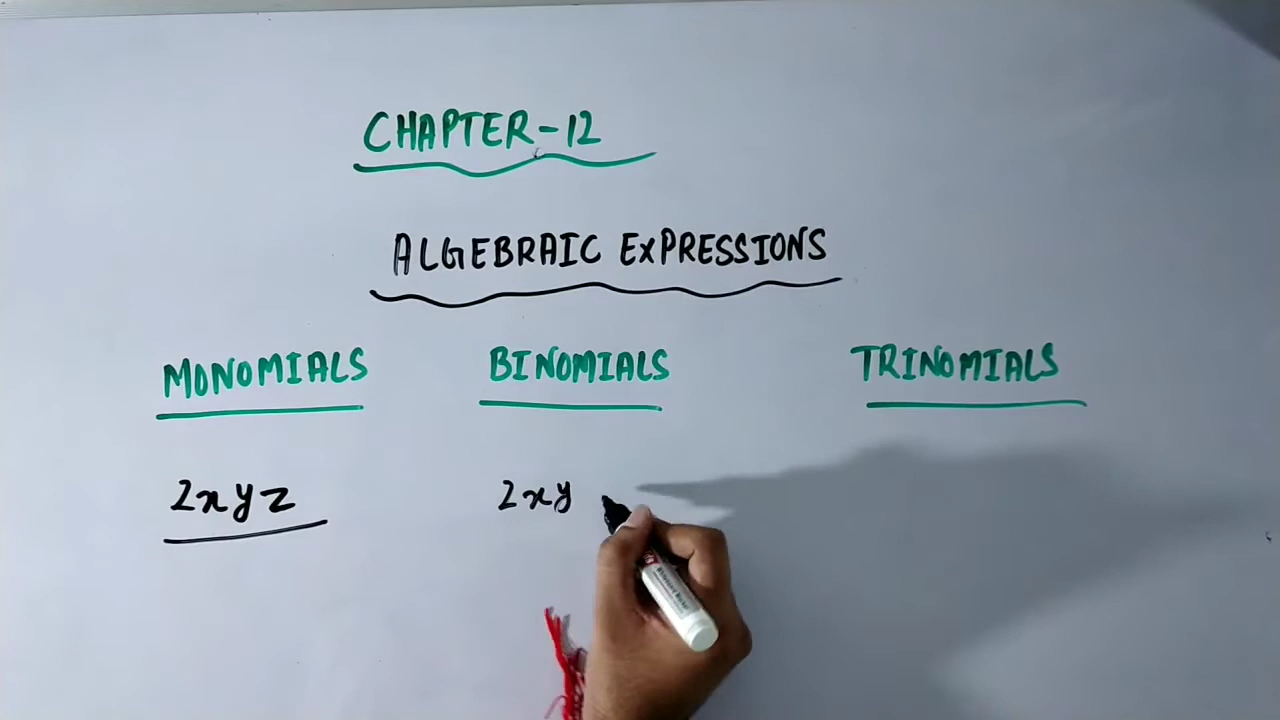 CHAPTER-12
ALGEBRAIC EXPRESSIONS
MONOMIALS BINOMIALS TRINOMIALS
2xyz 2xy